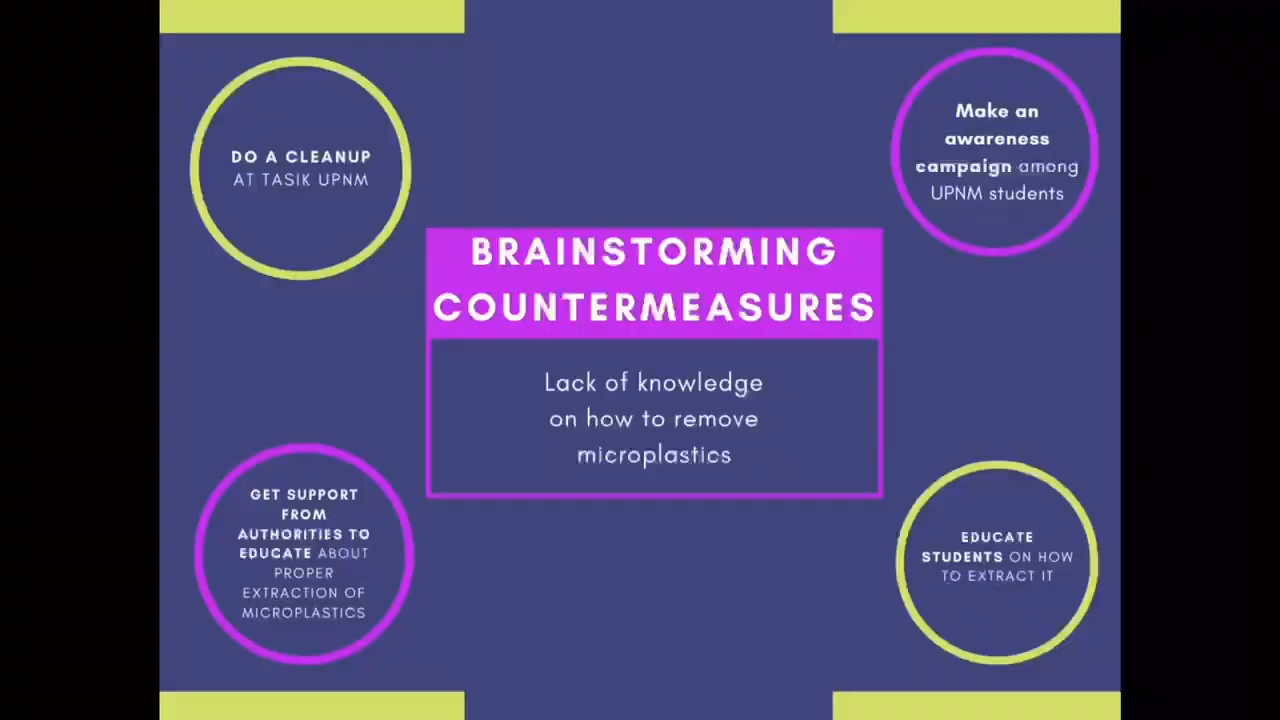 DO A CLEANUP
AT TASIK UPNM
Make an
awareness
campaign among
UPNM students
BRAINSTORMING
COUNTERMEASURES
Lack of knowledge
on how to remove
microplastics
GET SUPPORT
FROM
AUTHORITIES TO
EDUCATE ABOUT
PROPER
EXTRACTION OF
MICROPLASTICS
EDUCATE
STUDENTS ON HOW
TO EXTRACT IT